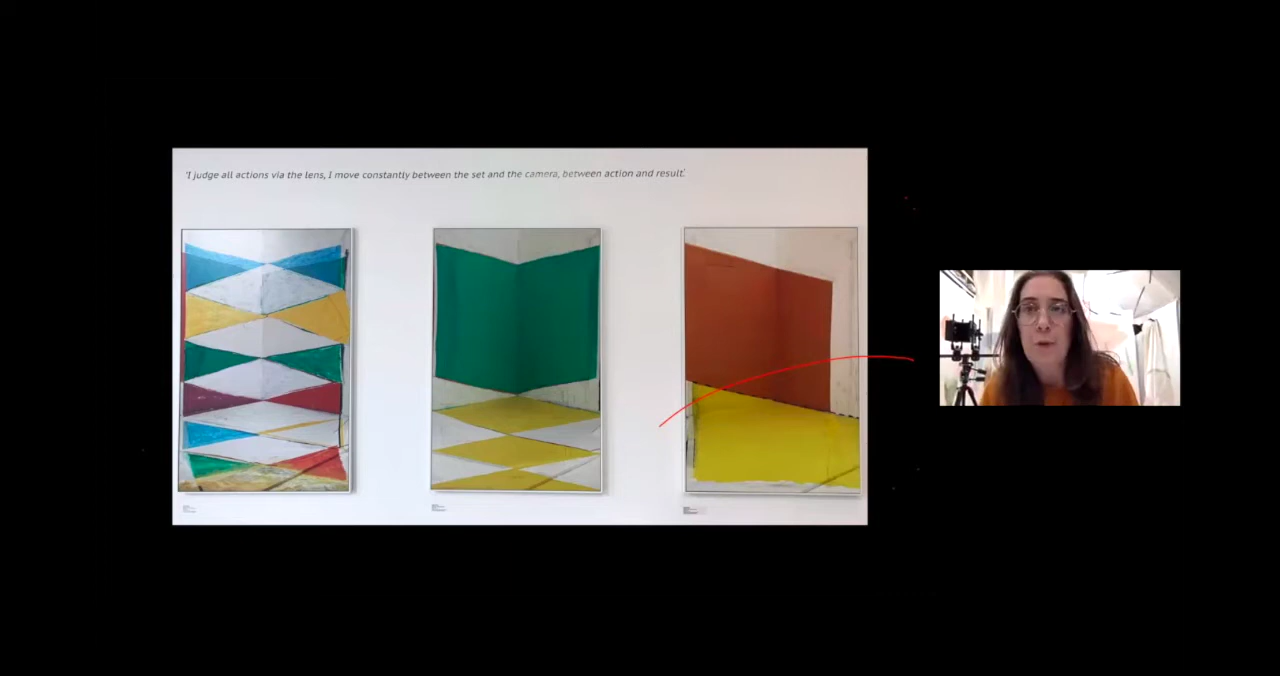 'I judge all actions via the lens, I move constantly between the set and the camera, between action and result'.